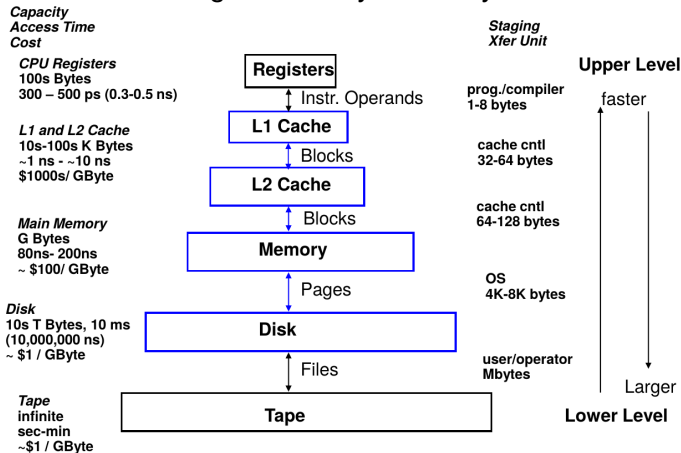 Capacity
Access Time
Cost
Staging
Xfer Unit
CPU Registers
100s Bytes
300 – 500 ps (0.3-0.5 ns)
Registers
Upper Level
prog./compiler
1-8 bytes
faster
Instr. Operands
L1 and L2 Cache
10s-100s K Bytes
~1 ns - ~10 ns
$1000s/ GByte
L1 Cache
cache cntl
32-64 bytes
Blocks
L2 Cache
cache cntl
64-128 bytes
Blocks
Main Memory
G Bytes
80ns- 200ns
~ $100/ GByte
Memory
OS
4K-8K bytes
Pages
Disk
10s T Bytes, 10 ms
(10,000,000 ns)
~ $1 / GByte
Disk
user/operator
Mbytes
Files
Larger
Tape
infinite
sec-min
~$1 / GByte
Tape
Lower Level